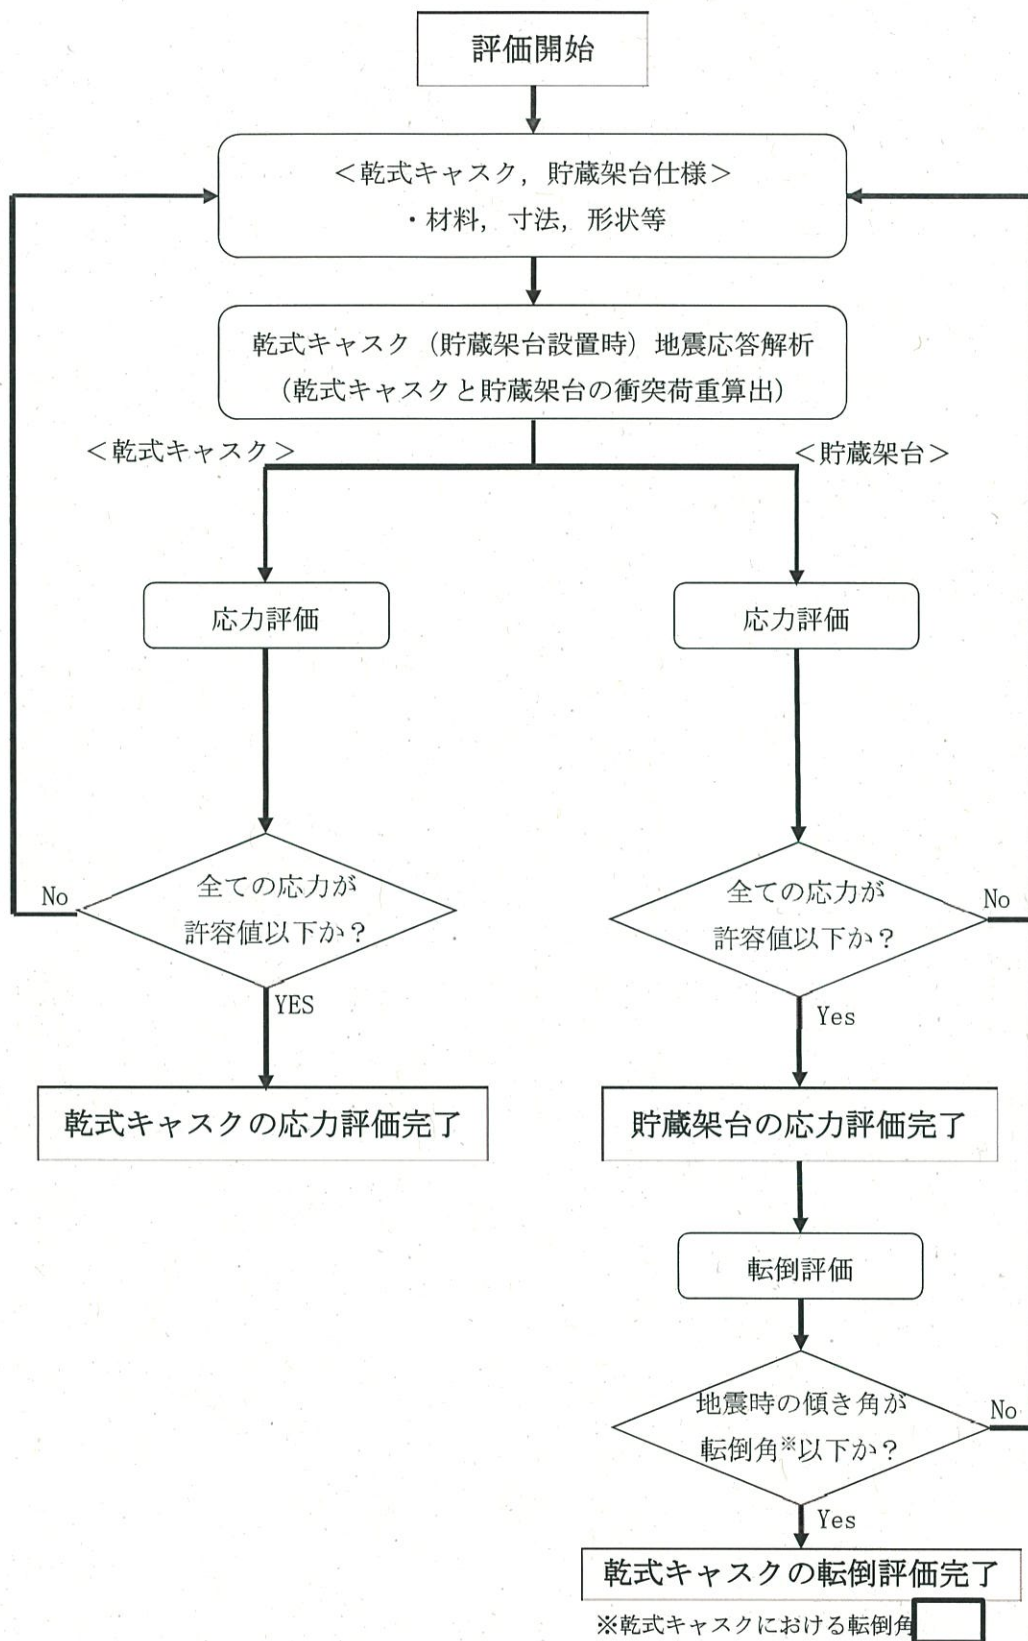 評価開始
＜乾式キャスク，貯蔵架台仕様＞
・材料，寸法，形状等
乾式キャスク（貯蔵架台設置時）地震応答解析
（乾式キャスクと貯蔵架台の衝突荷重算出）
＜乾式キャスク＞
＜貯蔵架台＞
応力評価
応力評価
全ての応力が
許容値以下か？
No
YES
全ての応力が
許容値以下か？
No
Yes
乾式キャスクの応力評価完了
貯蔵架台の応力評価完了
転倒評価
地震時の傾き角が
転倒角※以下か？
No
Yes
乾式キャスクの転倒評価完了
※乾式キャスクにおける転倒角